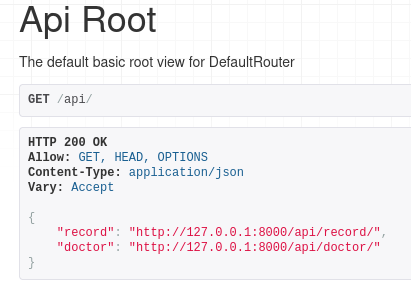 Api Root
The default basic root view for DefaultRouter
GET /api/
HTTP 200 OK
Allow: GET, HEAD, OPTIONS
Content-Type: application/json
Vary: Accept
{
    "record": "http://127.0.0.1:8000/api/record/",
    "doctor": "http://127.0.0.1:8000/api/doctor/"
}